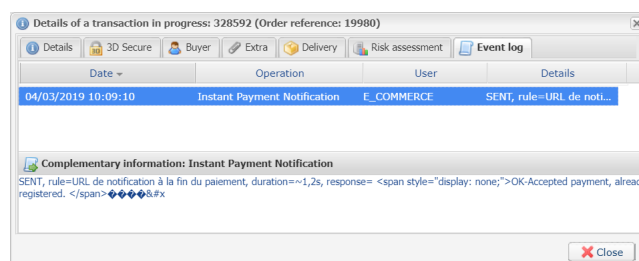 Details of a transaction in progress: 328592 (Order reference: 19980)
Details 3D Secure Buyer Extra Delivery Risk assessment Event log
Date Operation User Details
04/03/2019 10:09:10 Instant Payment Notification E_COMMERCE SENT, rule=URL de noti...
Complementary information: Instant Payment Notification
SENT, rule=URL de notification à la fin du paiement, duration=~1,2s, response= <span style="display: none;">OK-Accepted payment, alread
registered. </span>����&#x
Close